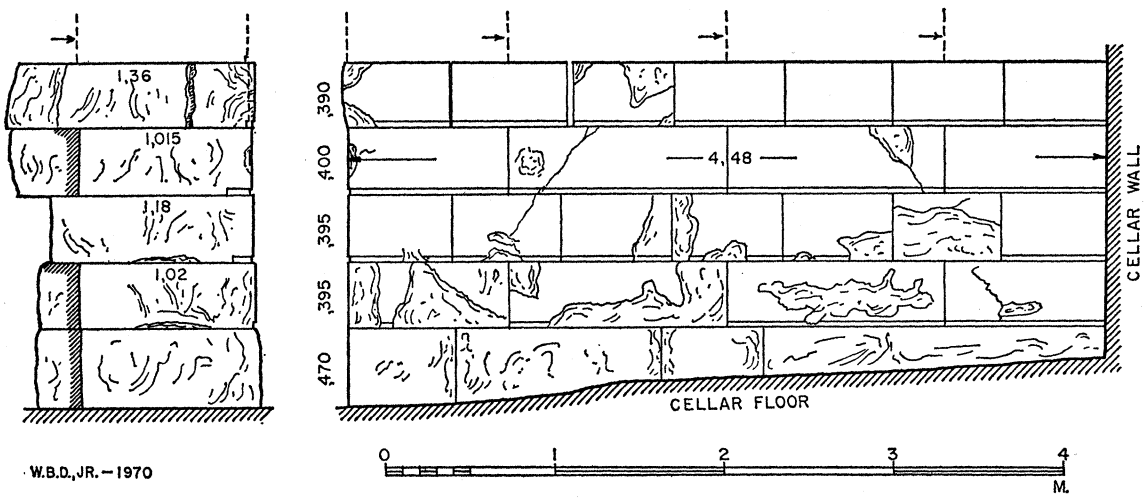 1,36
1,015
1,18
1,02
,390
,400
,395
,395
,470
4,48
CELLAR WALL
CELLAR FLOOR
W.B.D.,JR.—1970
0 1 2 3 4
M.